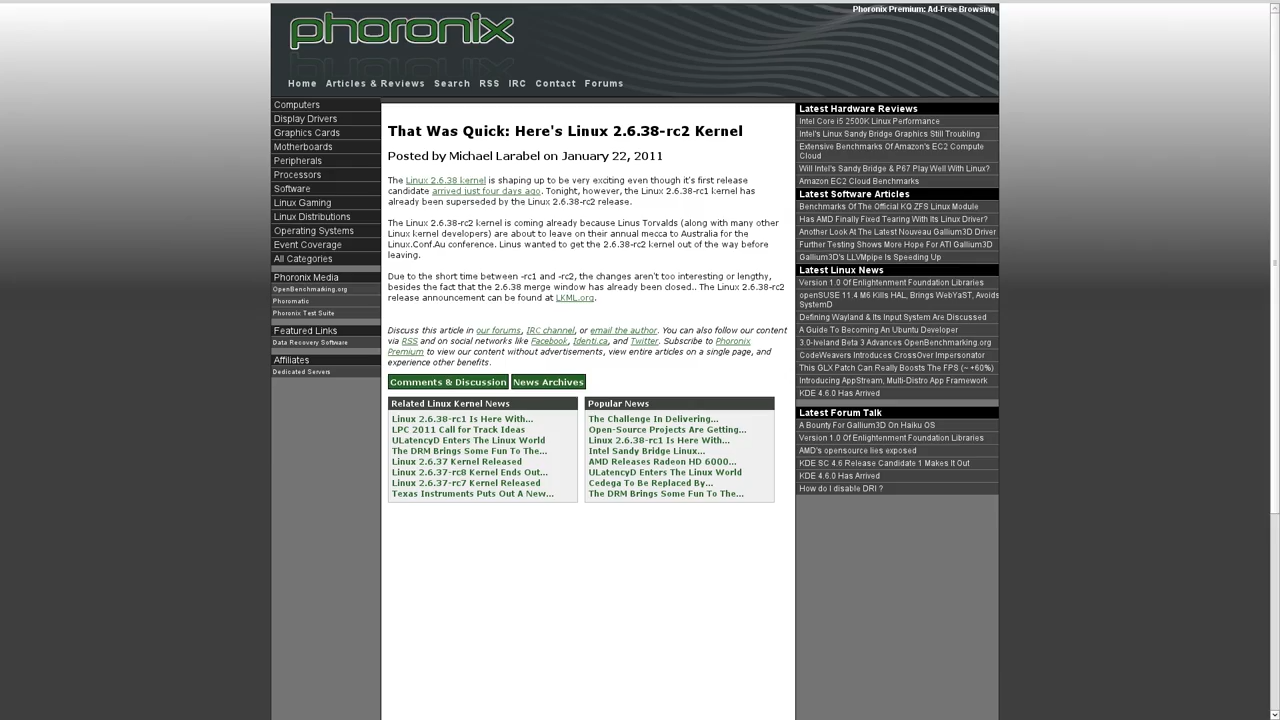 Phoronix Premium: Ad-Free Browsing
phoronix
Home Articles & Reviews Search RSS IRC Contact Forums
Computers
Display Drivers
Graphics Cards
Motherboards
Peripherals
Processors
Software
Linux Gaming
Linux Distributions
Operating Systems
Event Coverage
All Categories
Phoronix Media
OpenBenchmarking.org
Phoromatic
Phoronix Test Suite
Featured Links
Data Recovery Software
Affiliates
Dedicated Servers
That Was Quick: Here's Linux 2.6.38-rc2 Kernel
Posted by Michael Larabel on January 22, 2011
The Linux 2.6.38 kernel is shaping up to be very exciting even though it's first release
candidate arrived just four days ago. Tonight, however, the Linux 2.6.38-rc1 kernel has
already been superseded by the Linux 2.6.38-rc2 release.
The Linux 2.6.38-rc2 kernel is coming already because Linus Torvalds (along with many other
Linux kernel developers) are about to leave on their annual mecca to Australia for the
Linux.Conf.Au conference. Linus wanted to get the 2.6.38-rc2 kernel out of the way before
leaving.
Due to the short time between -rc1 and -rc2, the changes aren't too interesting or lengthy,
besides the fact that the 2.6.38 merge window has already been closed.. The Linux 2.6.38-rc2
release announcement can be found at LKML.org.
Discuss this article in our forums, IRC channel, or email the author. You can also follow our content
via RSS and on social networks like Facebook, Identi.ca, and Twitter. Subscribe to Phoronix
Premium to view our content without advertisements, view entire articles on a single page, and
experience other benefits.
Comments & Discussion News Archives
Related Linux Kernel News
Linux 2.6.38-rc1 Is Here With...
LPC 2011 Call for Track Ideas
ULatencyD Enters The Linux World
The DRM Brings Some Fun To The...
Linux 2.6.37 Kernel Released
Linux 2.6.37-rc8 Kernel Ends Out...
Linux 2.6.37-rc7 Kernel Released
Texas Instruments Puts Out A New...
Popular News
The Challenge In Delivering...
Open-Source Projects Are Getting...
Linux 2.6.38-rc1 Is Here With...
Intel Sandy Bridge Linux...
AMD Releases Radeon HD 6000...
ULatencyD Enters The Linux World
Cedega To Be Replaced By...
The DRM Brings Some Fun To The...
Latest Hardware Reviews
Intel Core i5 2500K Linux Performance
Intel's Linux Sandy Bridge Graphics Still Troubling
Extensive Benchmarks Of Amazon's EC2 Compute
Cloud
Will Intel's Sandy Bridge & P67 Play Well With Linux?
Amazon EC2 Cloud Benchmarks
Latest Software Articles
Benchmarks Of The Official KQ ZFS Linux Module
Has AMD Finally Fixed Tearing With Its Linux Driver?
Another Look At The Latest Nouveau Gallium3D Driver
Further Testing Shows More Hope For ATI Gallium3D
Gallium3D's LLVMpipe Is Speeding Up
Latest Linux News
Version 1.0 Of Enlightenment Foundation Libraries
openSUSE 11.4 M6 Kills HAL, Brings WebYaST, Avoids
SystemD
Defining Wayland & Its Input System Are Discussed
A Guide To Becoming An Ubuntu Developer
3.0-Iveland Beta 3 Advances OpenBenchmarking.org
CodeWeavers Introduces CrossOver Impersonator
This GLX Patch Can Really Boosts The FPS (~ +60%)
Introducing AppStream, Multi-Distro App Framework
KDE 4.6.0 Has Arrived
Latest Forum Talk
A Bounty For Gallium3D On Haiku OS
Version 1.0 Of Enlightenment Foundation Libraries
AMD's opensource lies exposed
KDE SC 4.6 Release Candidate 1 Makes It Out
KDE 4.6.0 Has Arrived
How do I disable DRI ?